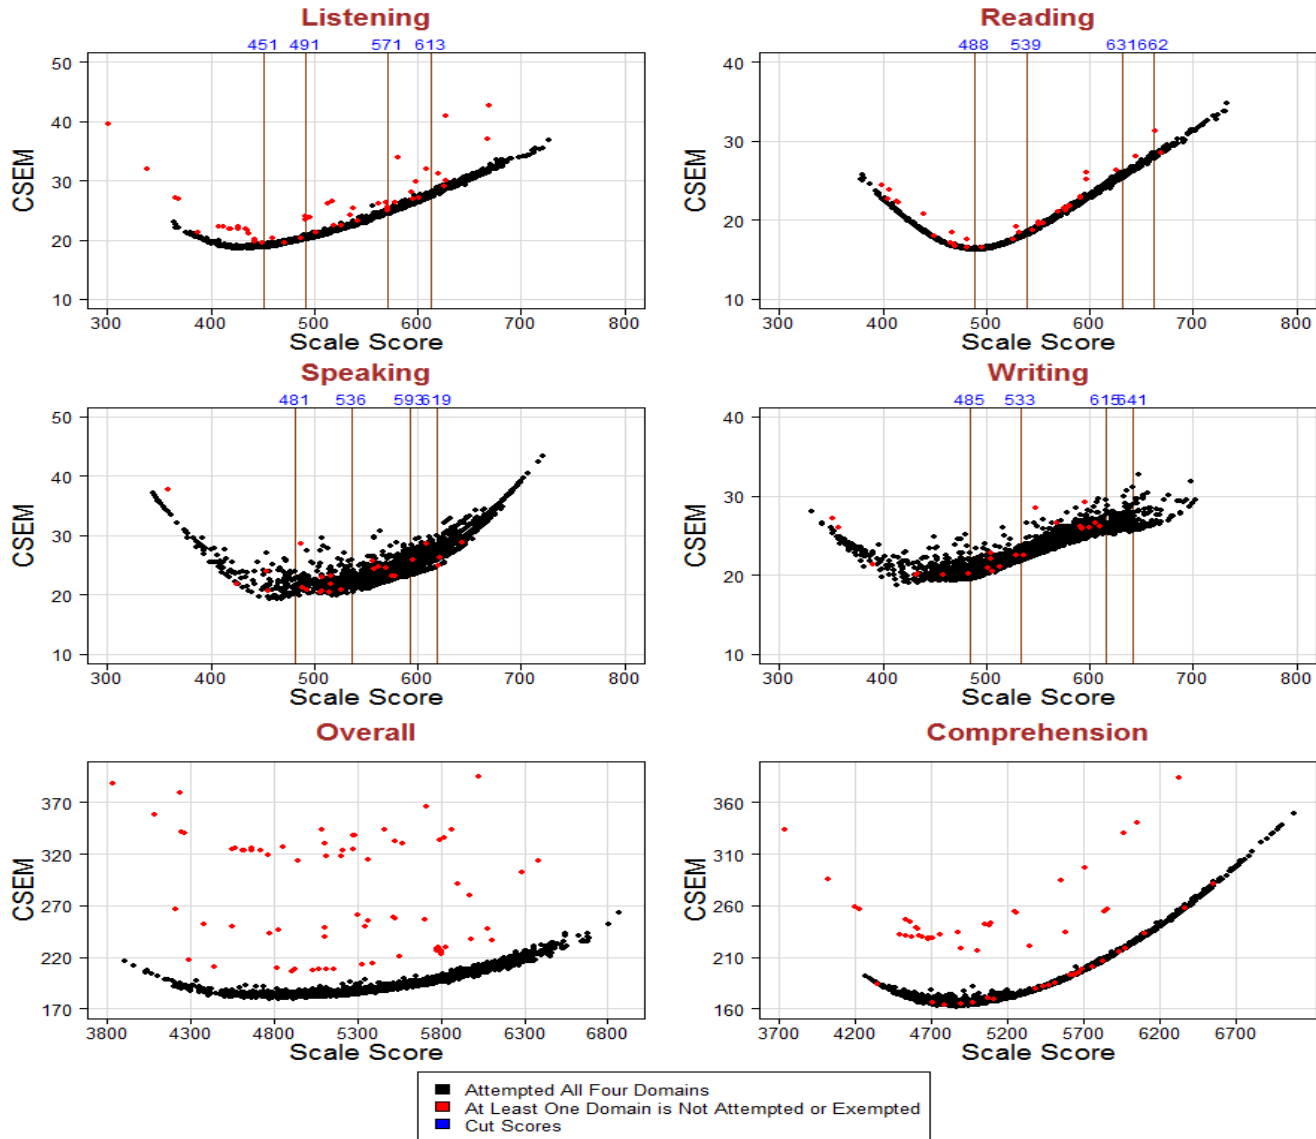 Listening
451 491 571 613
CSEM
50
40
30
20
10
300 400 500 600 700 800
Scale Score
Reading
488 539 631 662
CSEM
40
30
20
10
300 400 500 600 700 800
Scale Score
Speaking
481 536 593 619
CSEM
50
40
30
20
10
300 400 500 600 700 800
Scale Score
Writing
485 533 615 641
CSEM
40
30
20
10
300 400 500 600 700 800
Scale Score
Overall
CSEM
370
320
270
220
170
3800 4300 4800 5300 5800 6300 6800
Scale Score
Comprehension
CSEM
360
310
260
210
160
3700 4200 4700 5200 5700 6200 6700
Scale Score
Attempted All Four Domains
At Least One Domain is Not Attempted or Exempted
Cut Scores